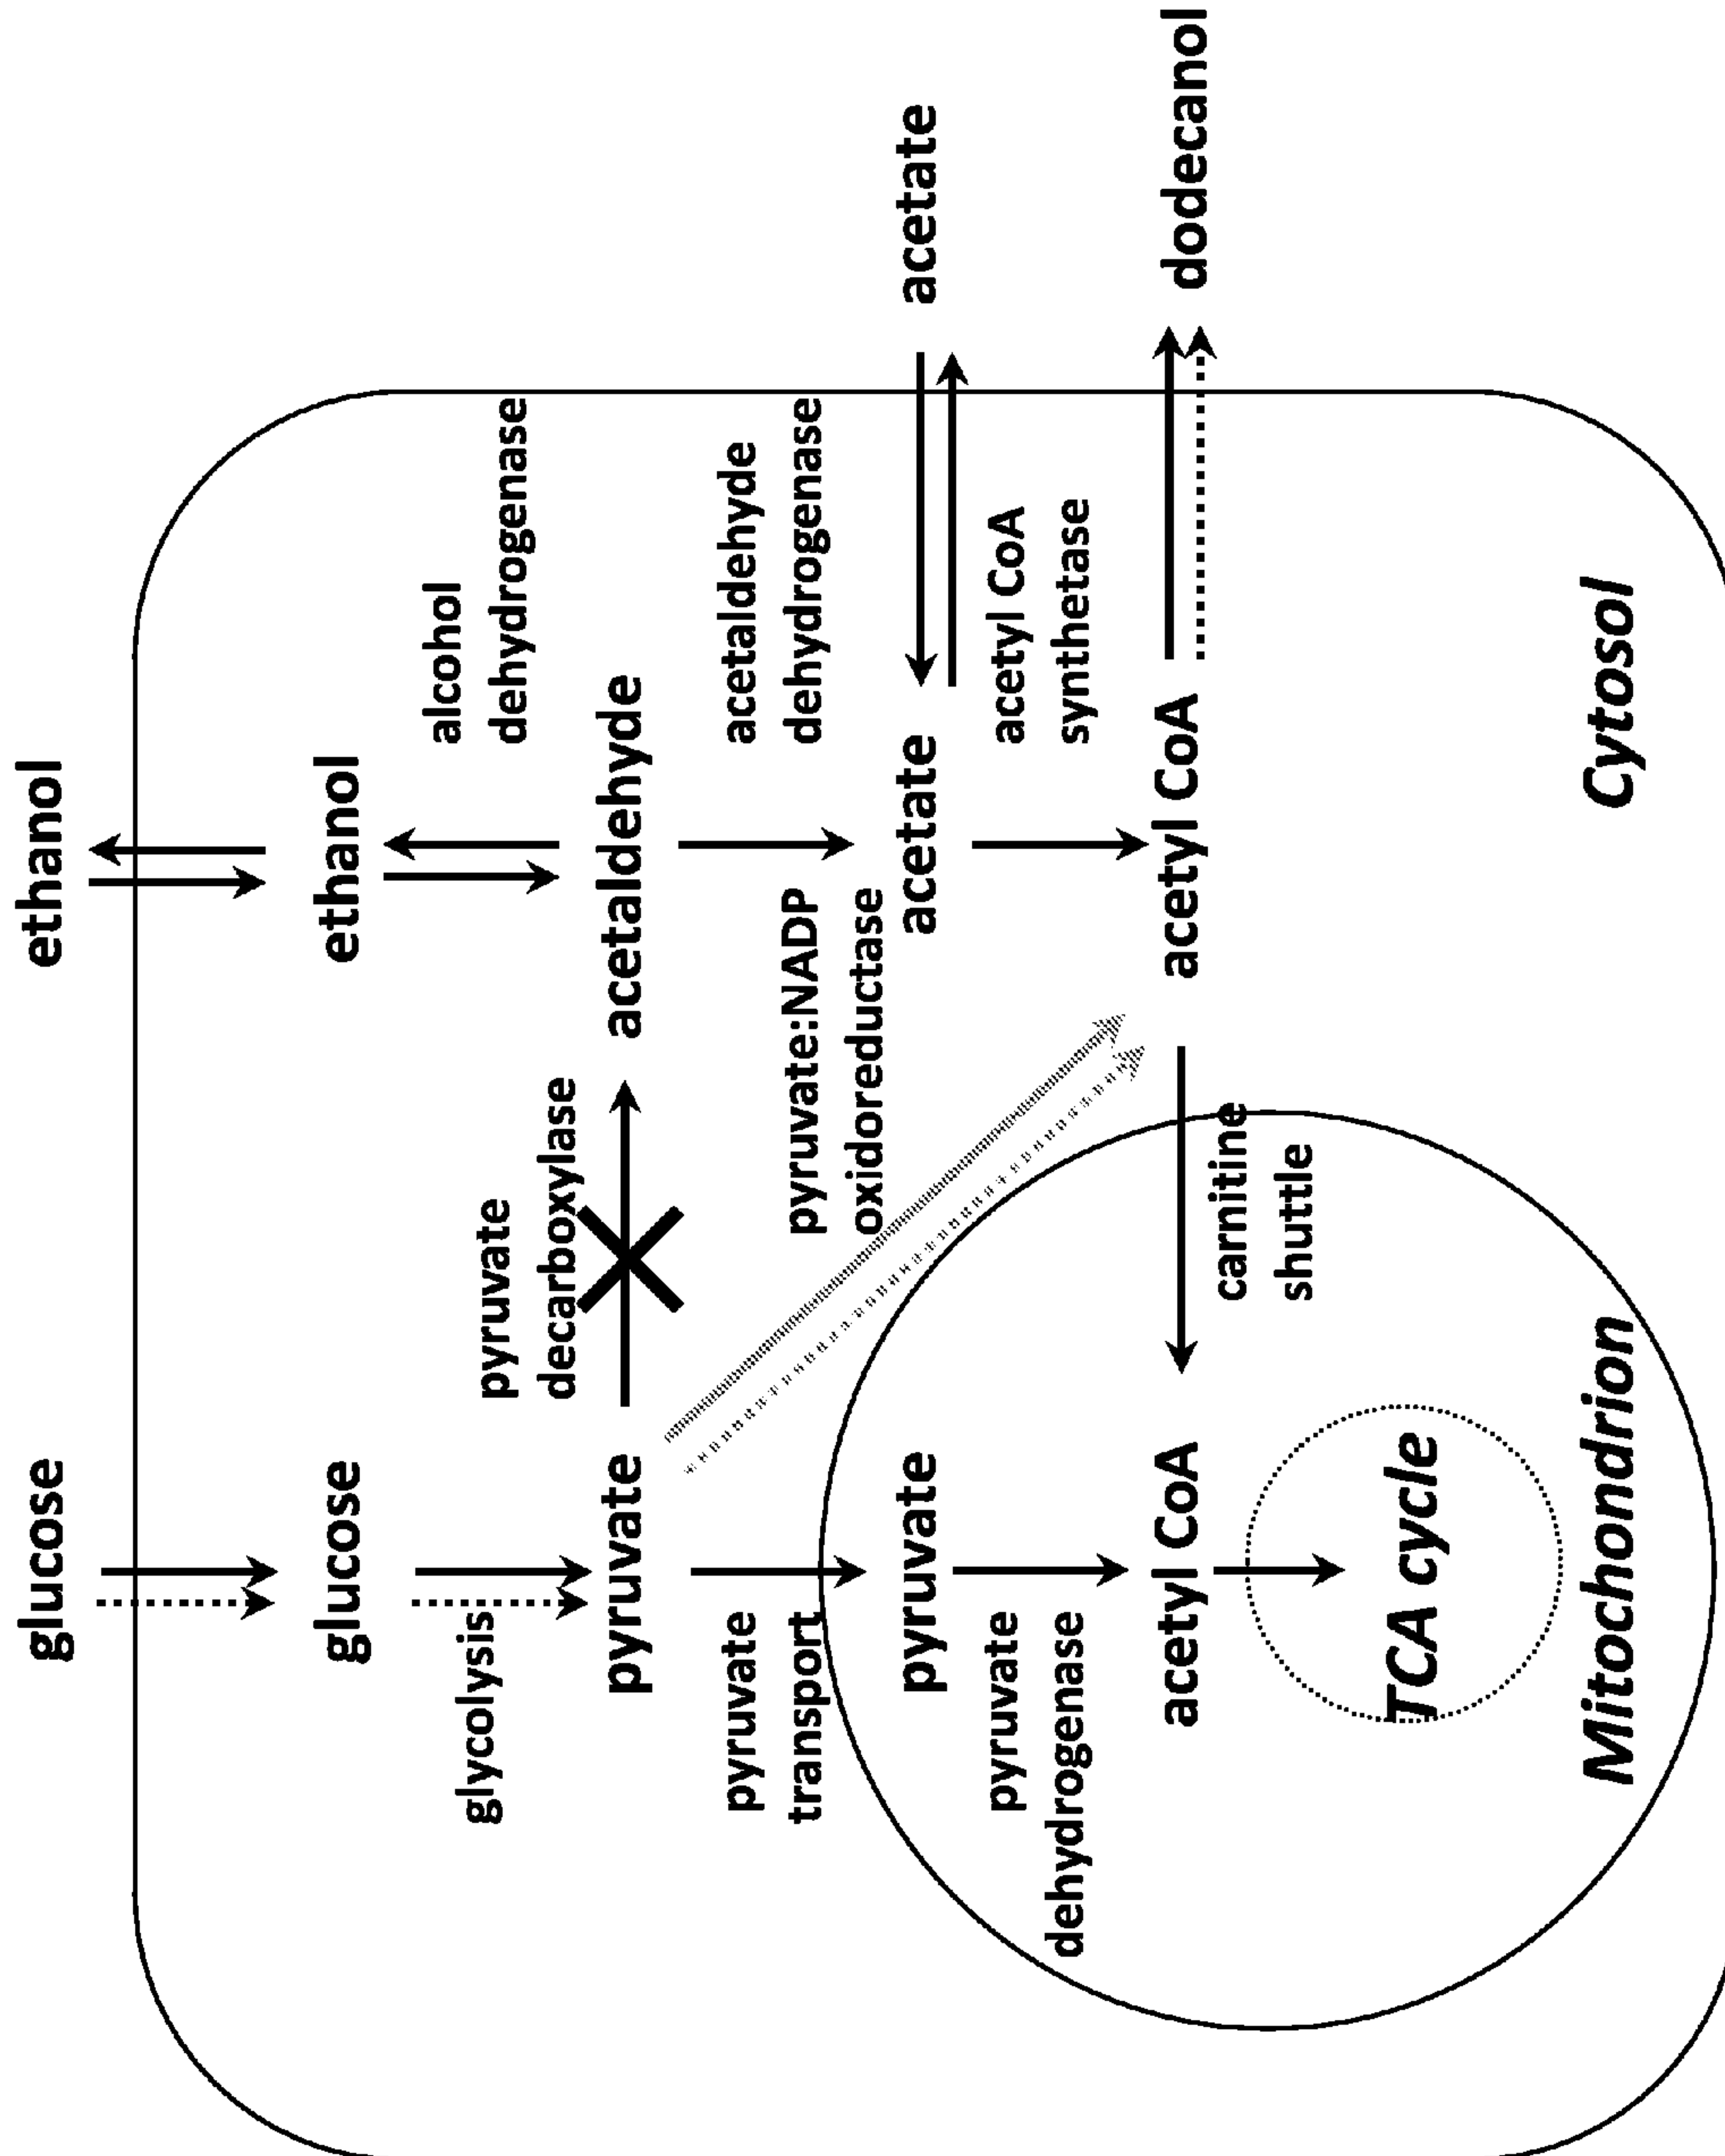 glucose
ethanol
glucose
ethanol
glycolysis
pyruvate
decarboxylase
alcohol
dehydrogenase
pyruvate
acetaldehyde
pyruvate
transport
pyruvate:NADP
oxidoreductase
acetaldehyde
dehydrogenase
pyruvate
acetate
acetate
pyruvate
dehydrogenase
acetyl CoA
synthetase
acetyl CoA
acetyl CoA
dodecanol
carnitine
shuttle
TCA cycle
Mitochondrion
Cytosol